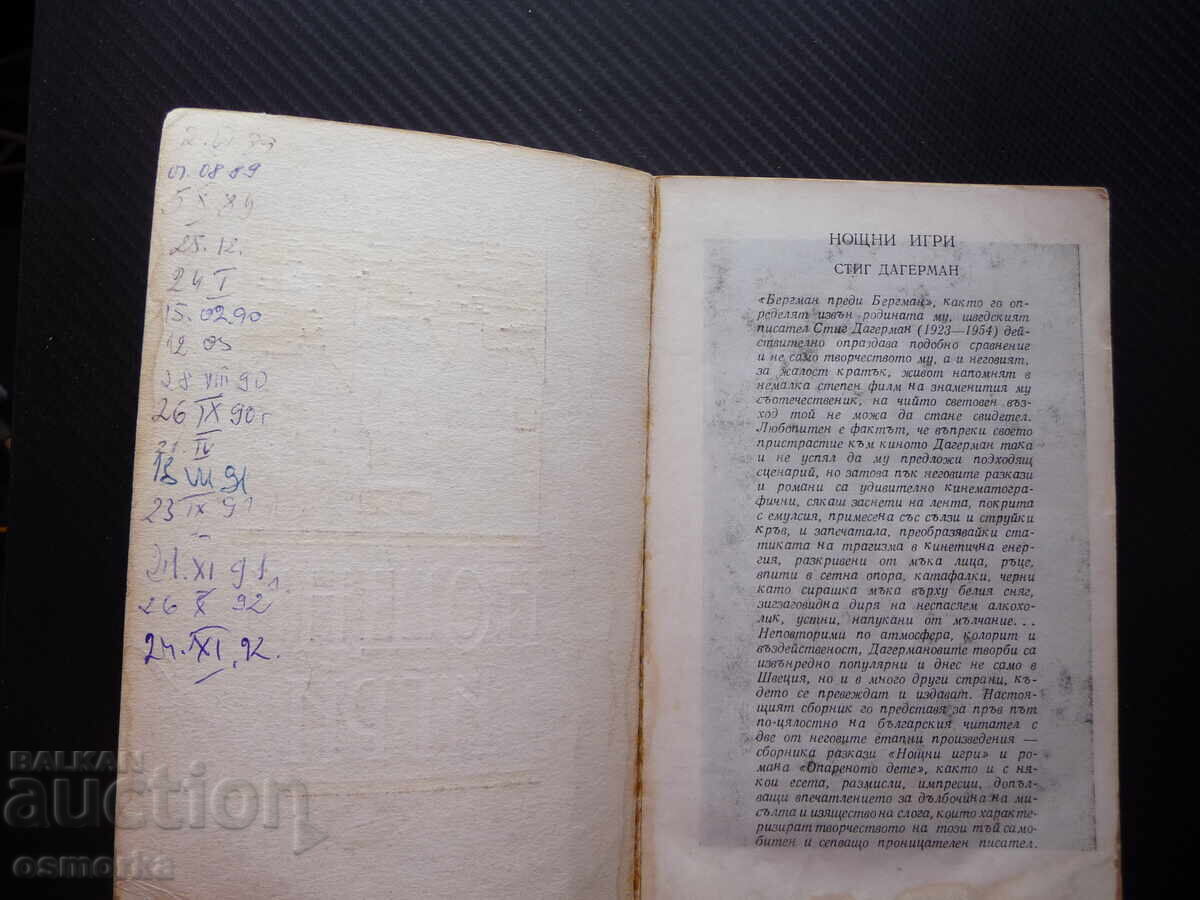 07.08 89
5 X 89
25. 12.
24 I
15.02 90
12 03
28 VIII 90
26 IX 90 г
21. IV
13 VIII 91
23 IX 91
21. XI 91
26 X 92
24. XI. 92.
НОЩНИ ИГРИ
СТИГ ДАГЕРМАН
«Бергман преди Бергман», както го оп-
ределят извън родината му, шведският
писател Стиг Дагерман (1923—1954) дей-
ствително оправдава подобно сравнение
и не само творчеството му, а и неговият,
за жалост кратък, живот напомнят в
немалка степен филм на знаменития му
съотечественик, на чийто световен въз-
ход той не можа да стане свидетел.
Любопитен е фактът, че въпреки своето
пристрастие към киното Дагерман така
и не успял да му предложи подходящ
сценарий, но затова пък неговите разкази
и романи са удивително кинематогра-
фични, сякаш заснети на лента, покрита
с емулсия, примесена със сълзи и струйки
кръв, и запечатала, преобразявайки ста-
тиката на трагизма в кинетична енер-
гия, разкривени от мъка лица, ръце,
впити в сетна опора, катафалки, черни
като сирашка мъка върху белия сняг,
зигзаговидна диря на неспасяем алкохо-
лик, устни, напукани от мълчание...
Неповторими по атмосфера, колорит и
въздейственост, Дагермановите творби са
извънредно популярни и днес не само в
Швеция, но и в много други страни, къ-
дето се превеждат и издават. Настоя-
щият сборник го представя за пръв път
по-цялостно на българския читател с
две от неговите етапни произведения —
сборника разкази «Нощни игри» и ро-
мана «Опареното дете», както и с ня-
кои есета, размисли, импресии, допъл-
ващи впечатлението за дълбочина на ми-
сълта и изящество на слога, които характе-
ризират творчеството на този тъй само-
битен и сепващо проницателен писател.
BALKAN
auction
osmorka